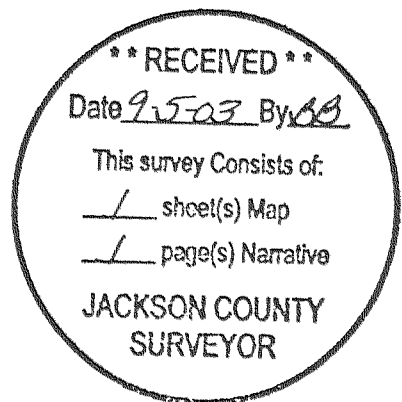 ** RECEIVED **
Date 9-5-03 By BB
This survey Consists of:
1 sheet(s) Map
1 page(s) Narrative
JACKSON COUNTY
SURVEYOR